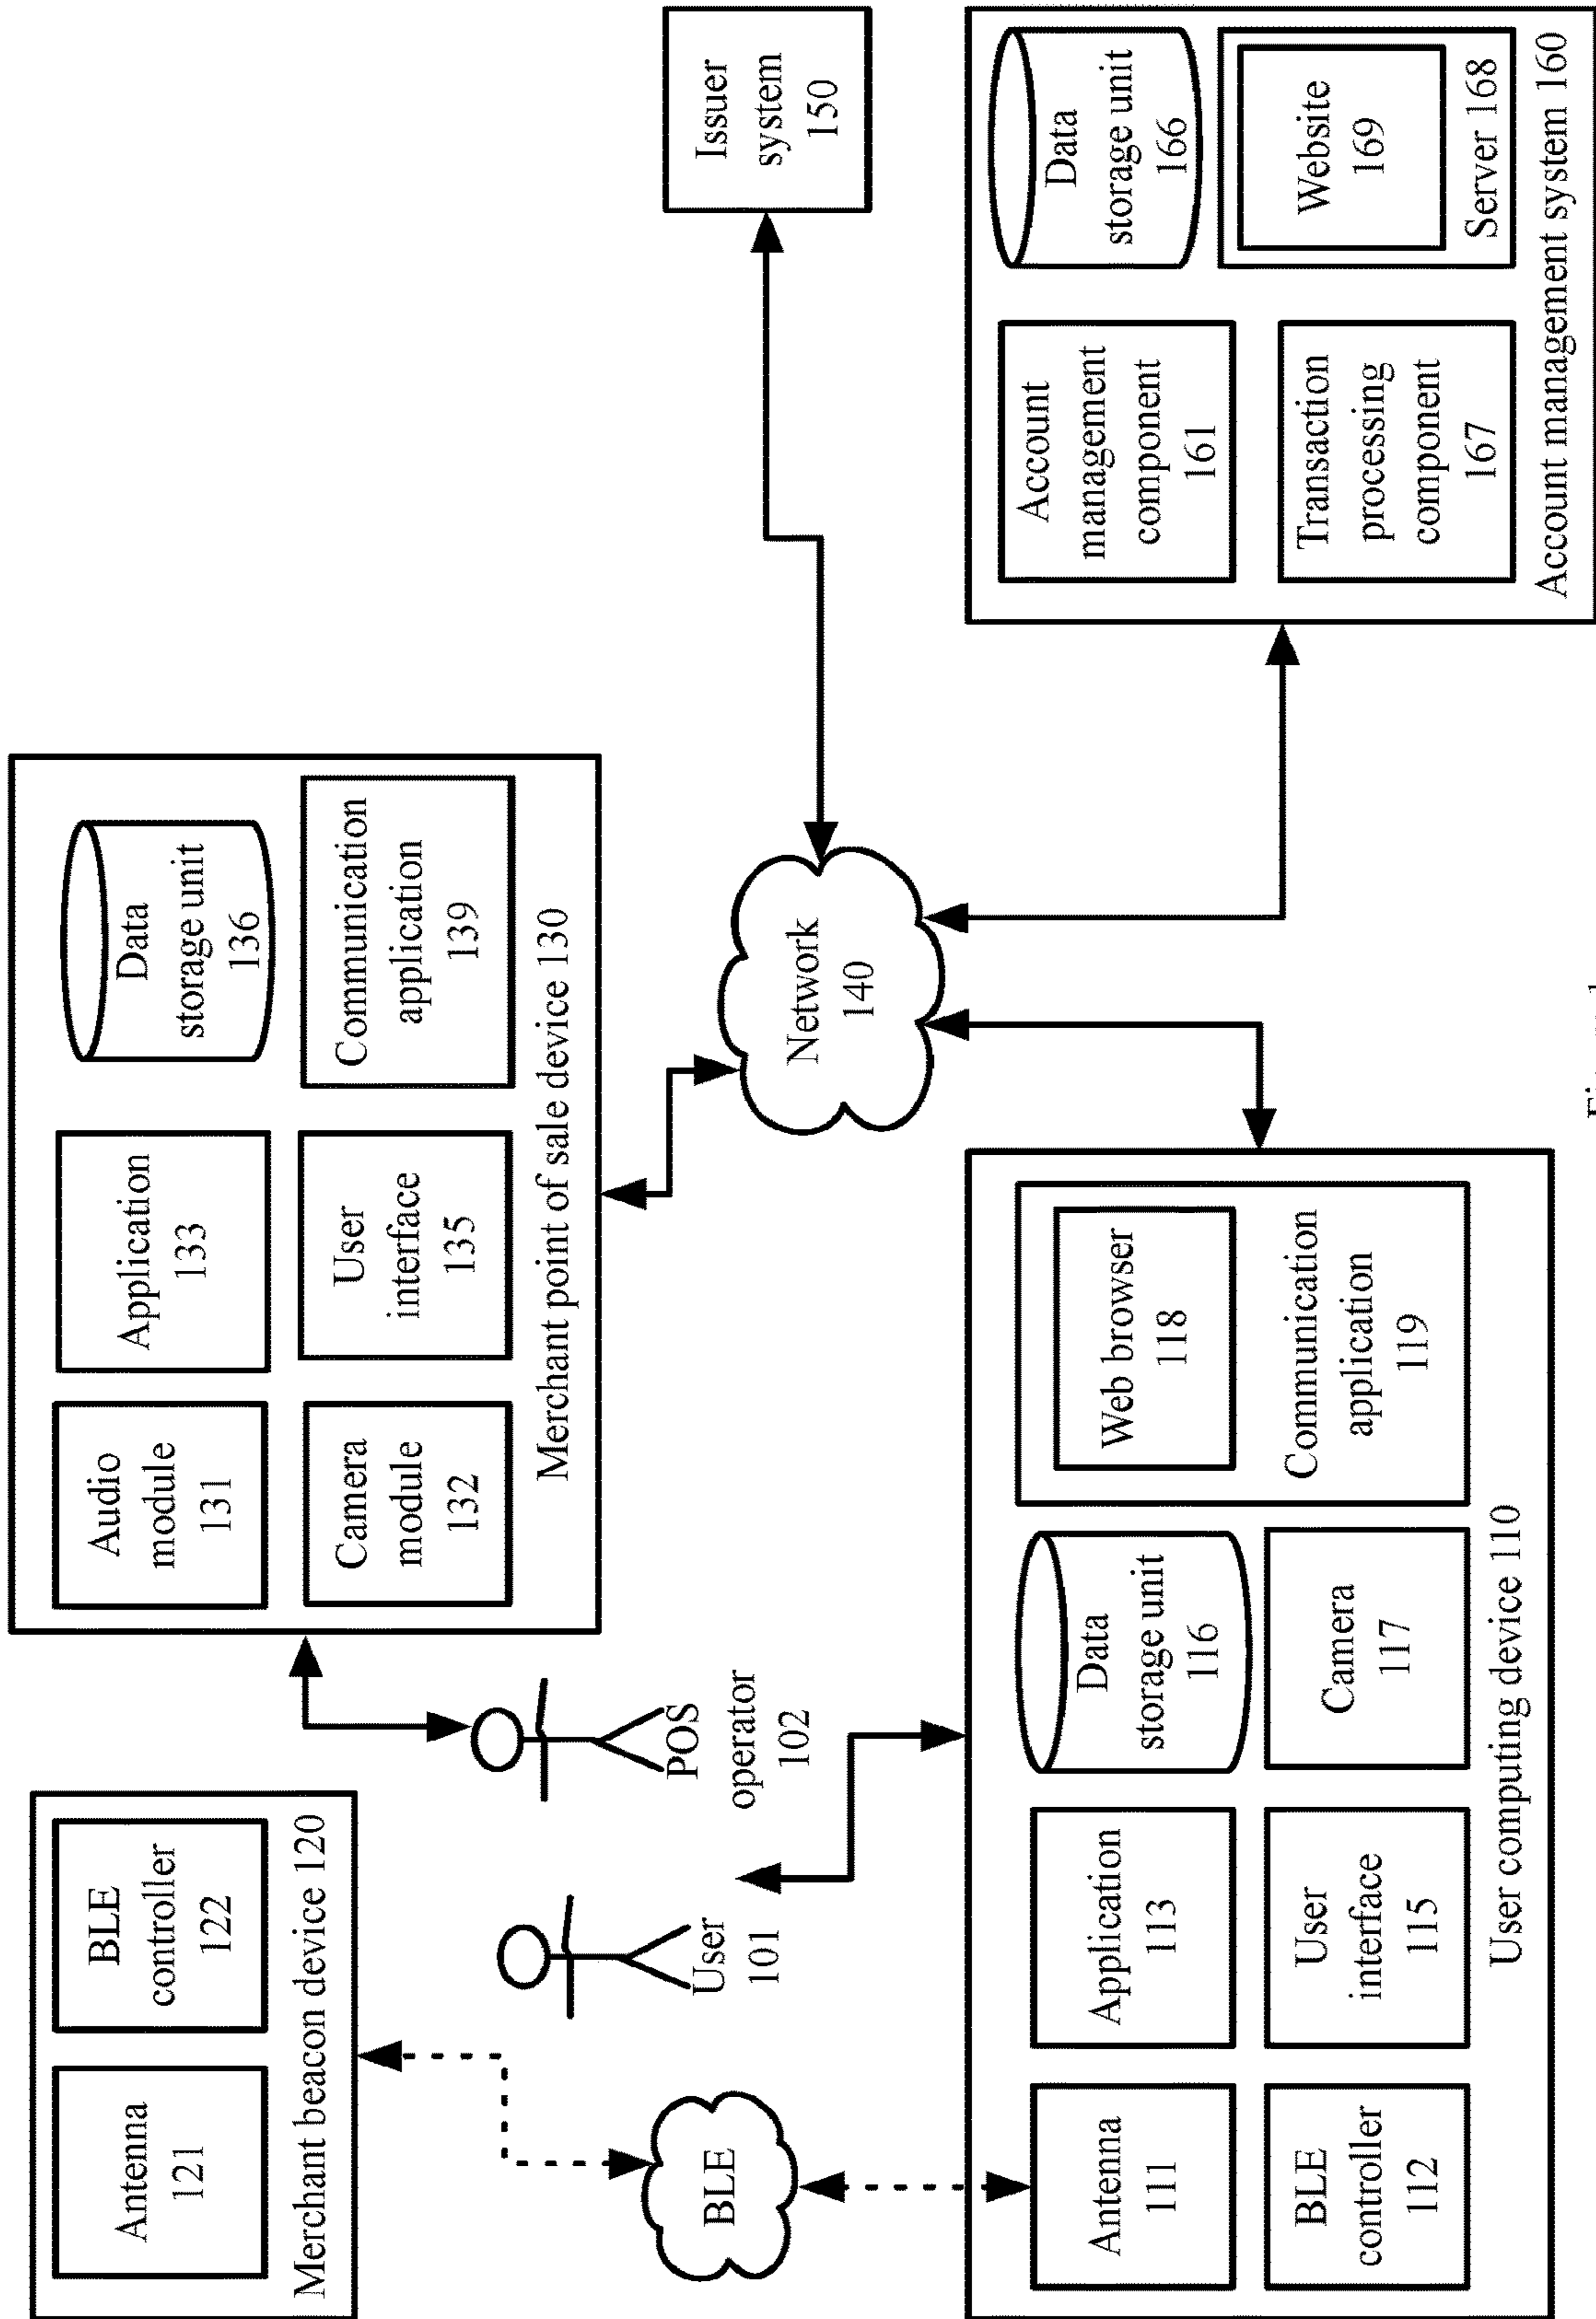 Antenna
121
BLE
controller
122
Merchant beacon device 120
Audio
module
131
Application
133
Data
storage unit
136
Camera
module
132
User
interface
135
Communication
application
139
Merchant point of sale device 130
BLE
User
101
POS
operator
102
Network
140
Issuer
system
150
Antenna
111
Application
113
Data
storage unit
116
Web browser
118
BLE
controller
112
User
interface
115
Camera
117
Communication
application
119
User computing device 110
Account
management
component
161
Data
storage unit
166
Transaction
processing
component
167
Website
169
Server 168
Account management system 160